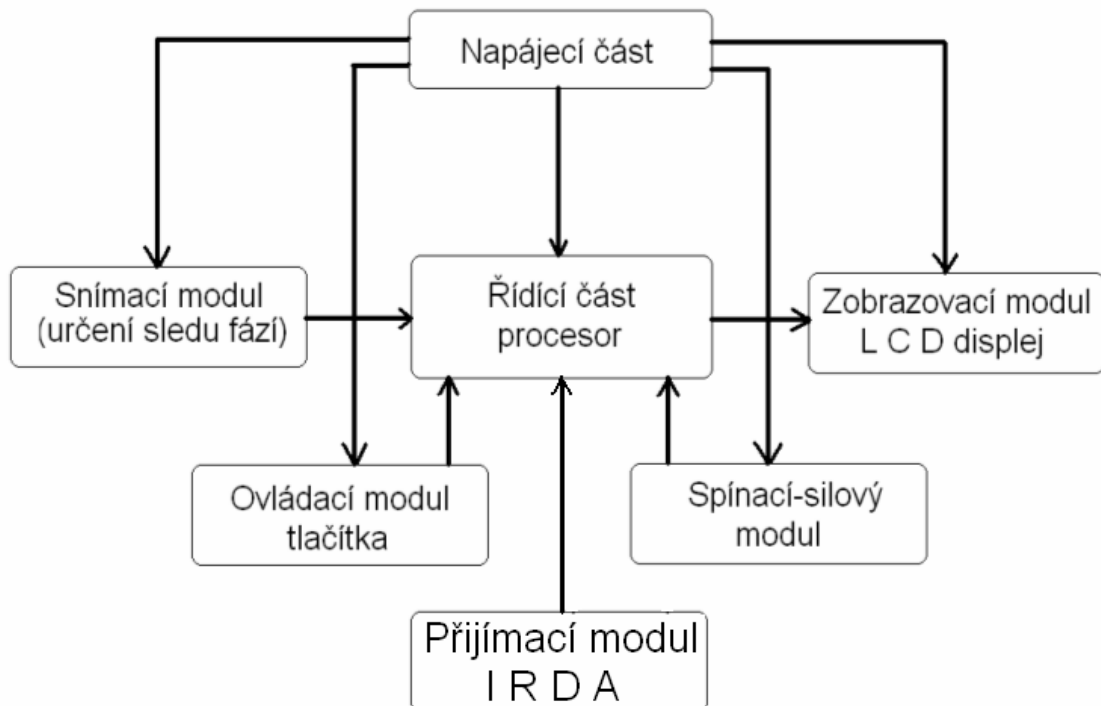 Napájecí část
Snímací modul
(určení sledu fází)
Řídící část
procesor
Zobrazovací modul
L C D displej
Ovládací modul
tlačítka
Spínací-silový
modul
Přijímací modul
I R D A